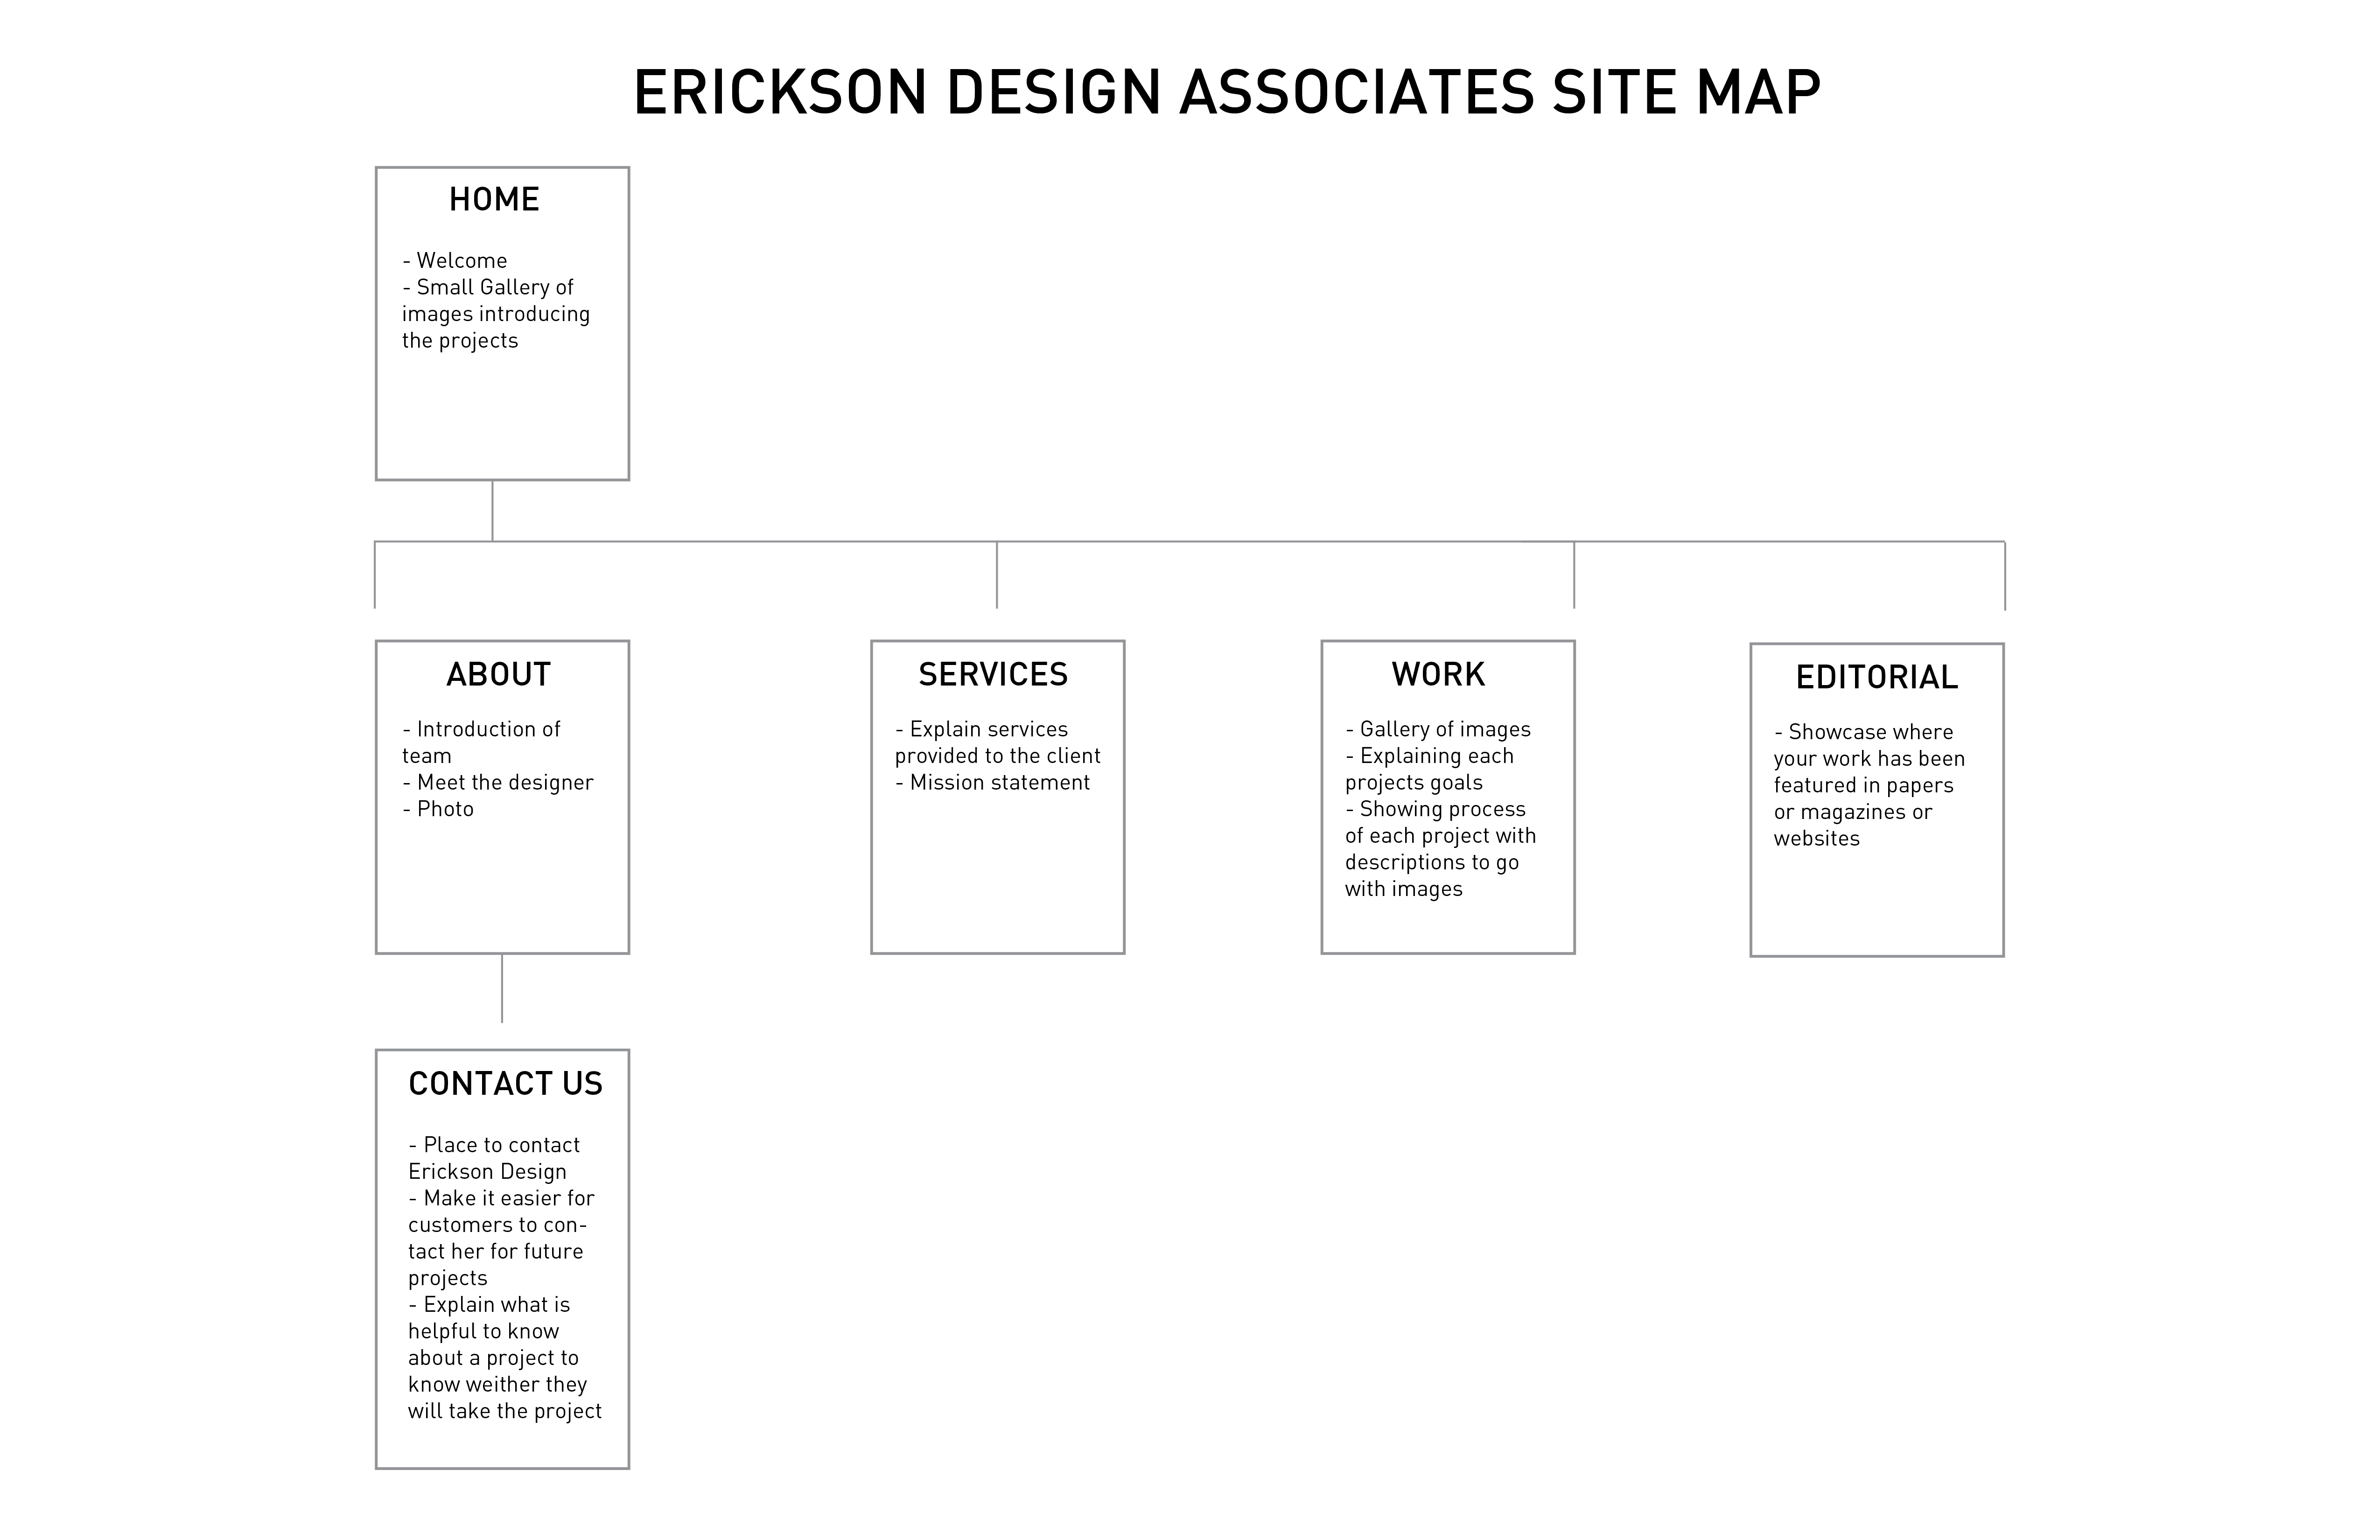 ERICKSON DESIGN ASSOCIATES SITE MAP
HOME
- Welcome
- Small Gallery of
images introducing
the projects
ABOUT
- Introduction of
team
- Meet the designer
- Photo
SERVICES
- Explain services
provided to the client
- Mission statement
WORK
- Gallery of images
- Explaining each
projects goals
- Showing process
of each project with
descriptions to go
with images
EDITORIAL
- Showcase where
your work has been
featured in papers
or magazines or
websites
CONTACT US
- Place to contact
Erickson Design
- Make it easier for
customers to con-
tact her for future
projects
- Explain what is
helpful to know
about a project to
know weither they
will take the project